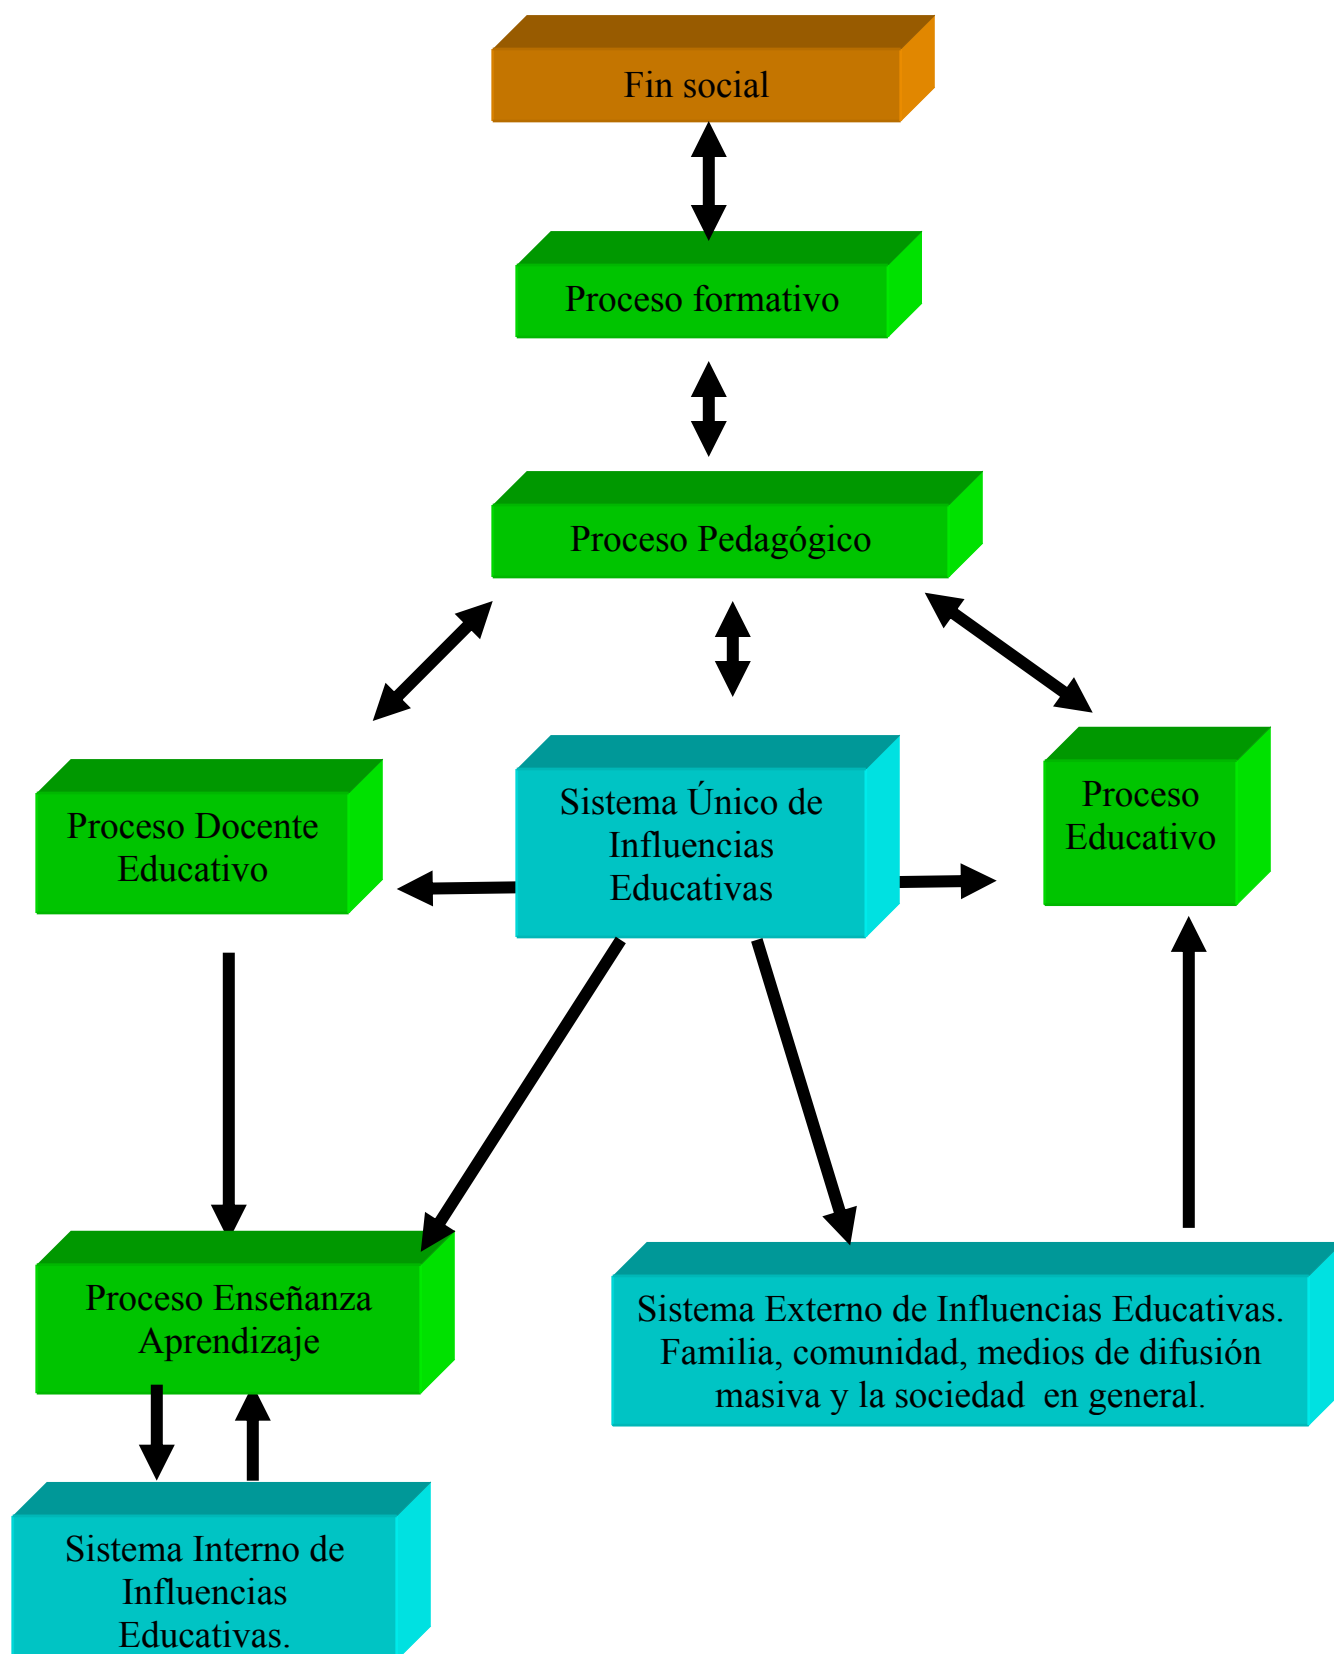 Fin social
Proceso formativo
Proceso Pedagógico
Proceso Docente
Educativo
Sistema Único de
Influencias
Educativas
Proceso
Educativo
Proceso Enseñanza
Aprendizaje
Sistema Externo de Influencias Educativas.
Familia, comunidad, medios de difusión
masiva y la sociedad  en general.
Sistema Interno de
Influencias
Educativas.